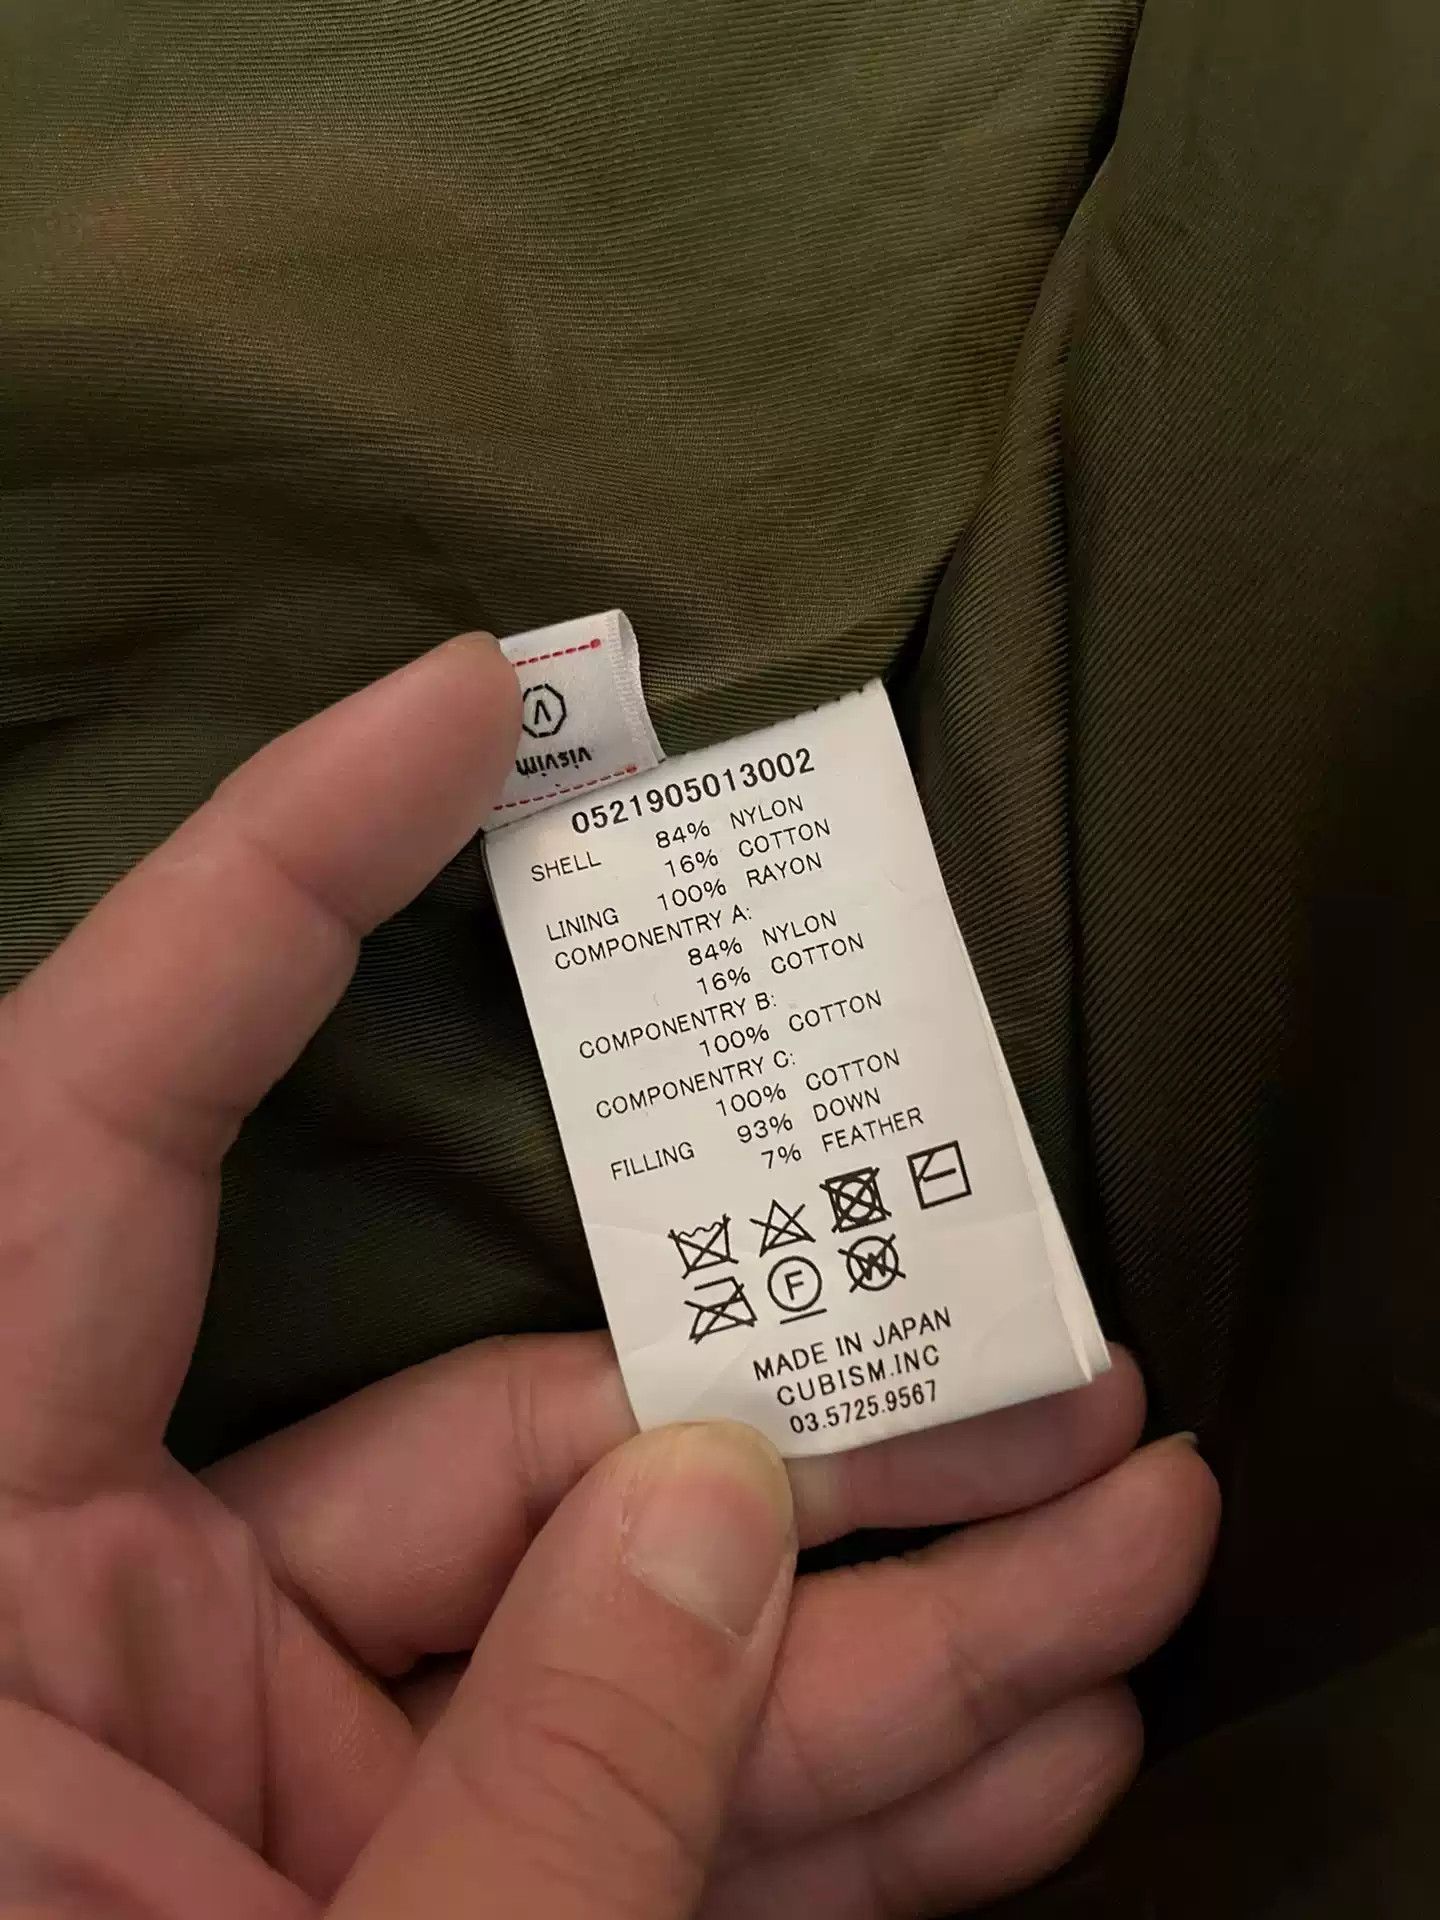 visvim
0521905013002
SHELL 84% NYLON
16% COTTON
LINING 100% RAYON
COMPONENTRY A:
84% NYLON
16% COTTON
COMPONENTRY B:
100% COTTON
COMPONENTRY C:
100% COTTON
FILLING 93% DOWN
7% FEATHER
F W
MADE IN JAPAN
CUBISM.INC
03.5725.9567